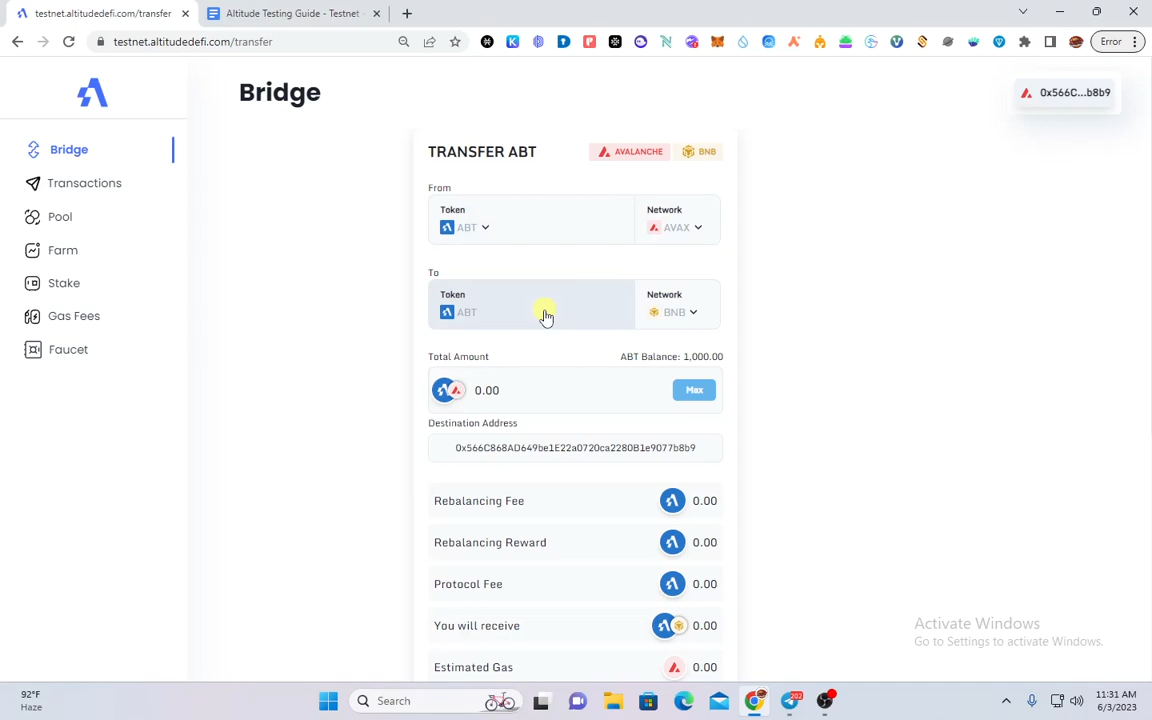 testnet.altitudedefi.com/transfer
Altitude Testing Guide - Testnet
testnet.altitudedefi.com/transfer
Error
Bridge
0x566C...b8b9
Bridge
Transactions
Pool
Farm
Stake
Gas Fees
Faucet
TRANSFER ABT
AVALANCHE
BNB
From
Token
Network
ABT
AVAX
To
Token
Network
ABT
BNB
Total Amount
ABT Balance: 1,000.00
0.00
Max
Destination Address
0x566C868AD649be1E22a0720ca2280B1e9077b8b9
Rebalancing Fee
0.00
Rebalancing Reward
0.00
Protocol Fee
0.00
You will receive
0.00
Estimated Gas
0.00
Activate Windows
Go to Settings to activate Windows.
92°F
Haze
Search
202
11:31 AM
6/3/2023